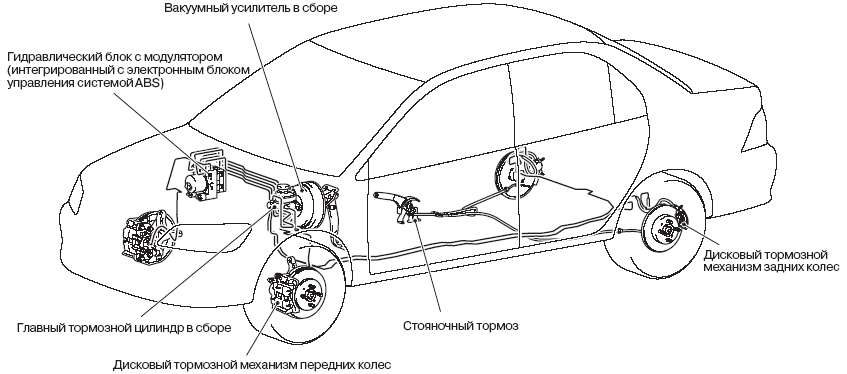 Вакуумный усилитель в сборе
Гидравлический блок с модулятором
(интегрированный с электронным блоком
управления системой ABS)
Дисковый тормозной
механизм задних колес
Главный тормозной цилиндр в сборе
Стояночный тормоз
Дисковый тормозной механизм передних колес